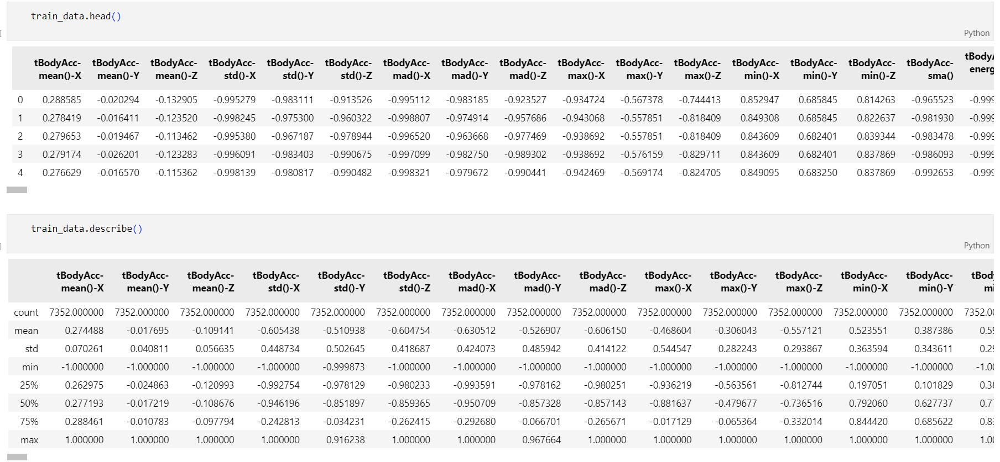 train_data.head()
Python
tBodyAcc-mean()-X tBodyAcc-mean()-Y tBodyAcc-mean()-Z tBodyAcc-std()-X tBodyAcc-std()-Y tBodyAcc-std()-Z tBodyAcc-mad()-X tBodyAcc-mad()-Y tBodyAcc-mad()-Z tBodyAcc-max()-X tBodyAcc-max()-Y tBodyAcc-max()-Z tBodyAcc-min()-X tBodyAcc-min()-Y tBodyAcc-min()-Z tBodyAcc-sma()
0 0.288585 -0.020294 -0.132905 -0.995279 -0.983111 -0.913526 -0.995112 -0.983185 -0.923527 -0.934724 -0.567378 -0.744413 0.852947 0.685845 0.814263 -0.965523 -0.999
1 0.278419 -0.016411 -0.123520 -0.998245 -0.975300 -0.960322 -0.998807 -0.974914 -0.957686 -0.943068 -0.557851 -0.818409 0.849308 0.685845 0.822637 -0.981930 -0.999
2 0.279653 -0.019467 -0.113462 -0.995380 -0.967187 -0.978944 -0.996520 -0.963668 -0.977469 -0.938692 -0.557851 -0.818409 0.843609 0.682401 0.839344 -0.983478 -0.999
3 0.279174 -0.026201 -0.123283 -0.996091 -0.983403 -0.990675 -0.997099 -0.982750 -0.989302 -0.938692 -0.576159 -0.829711 0.843609 0.682401 0.837869 -0.986093 -0.999
4 0.276629 -0.016570 -0.115362 -0.998139 -0.980817 -0.990482 -0.998321 -0.979672 -0.990441 -0.942469 -0.569174 -0.824705 0.849095 0.683250 0.837869 -0.992653 -0.999
train_data.describe()
Python
tBodyAcc-mean()-X tBodyAcc-mean()-Y tBodyAcc-mean()-Z tBodyAcc-std()-X tBodyAcc-std()-Y tBodyAcc-std()-Z tBodyAcc-mad()-X tBodyAcc-mad()-Y tBodyAcc-mad()-Z tBodyAcc-max()-X tBodyAcc-max()-Y tBodyAcc-max()-Z tBodyAcc-min()-X tBodyAcc-min()-Y
count 7352.000000 7352.000000 7352.000000 7352.000000 7352.000000 7352.000000 7352.000000 7352.000000 7352.000000 7352.000000 7352.000000 7352.000000 7352.000000 7352.000000 7352.0
mean 0.274488 -0.017695 -0.109141 -0.605438 -0.510938 -0.604754 -0.630512 -0.526907 -0.606150 -0.468604 -0.306043 -0.557121 0.523551 0.387386
std 0.070261 0.040811 0.056635 0.448734 0.502645 0.418687 0.424073 0.485942 0.414122 0.544547 0.282243 0.293867 0.363594 0.343611
min -1.000000 -1.000000 -1.000000 -1.000000 -0.999873 -1.000000 -1.000000 -1.000000 -1.000000 -1.000000 -1.000000 -1.000000 -1.000000 -1.000000 -1.0
25% 0.262975 -0.024863 -0.120993 -0.992754 -0.978129 -0.980233 -0.993591 -0.978162 -0.980251 -0.936219 -0.563561 -0.812744 0.197051 0.101829
50% 0.277193 -0.017219 -0.108676 -0.946196 -0.851897 -0.859365 -0.950709 -0.857328 -0.857143 -0.881637 -0.479677 -0.736516 0.792060 0.627737
75% 0.288461 -0.010783 -0.097794 -0.242813 -0.034231 -0.262415 -0.292680 -0.066701 -0.265671 -0.017129 -0.065364 -0.332014 0.844420 0.685622
max 1.000000 1.000000 1.000000 1.000000 0.916238 1.000000 1.000000 0.967664 1.000000 1.000000 1.000000 1.000000 1.000000 1.000000 1.0